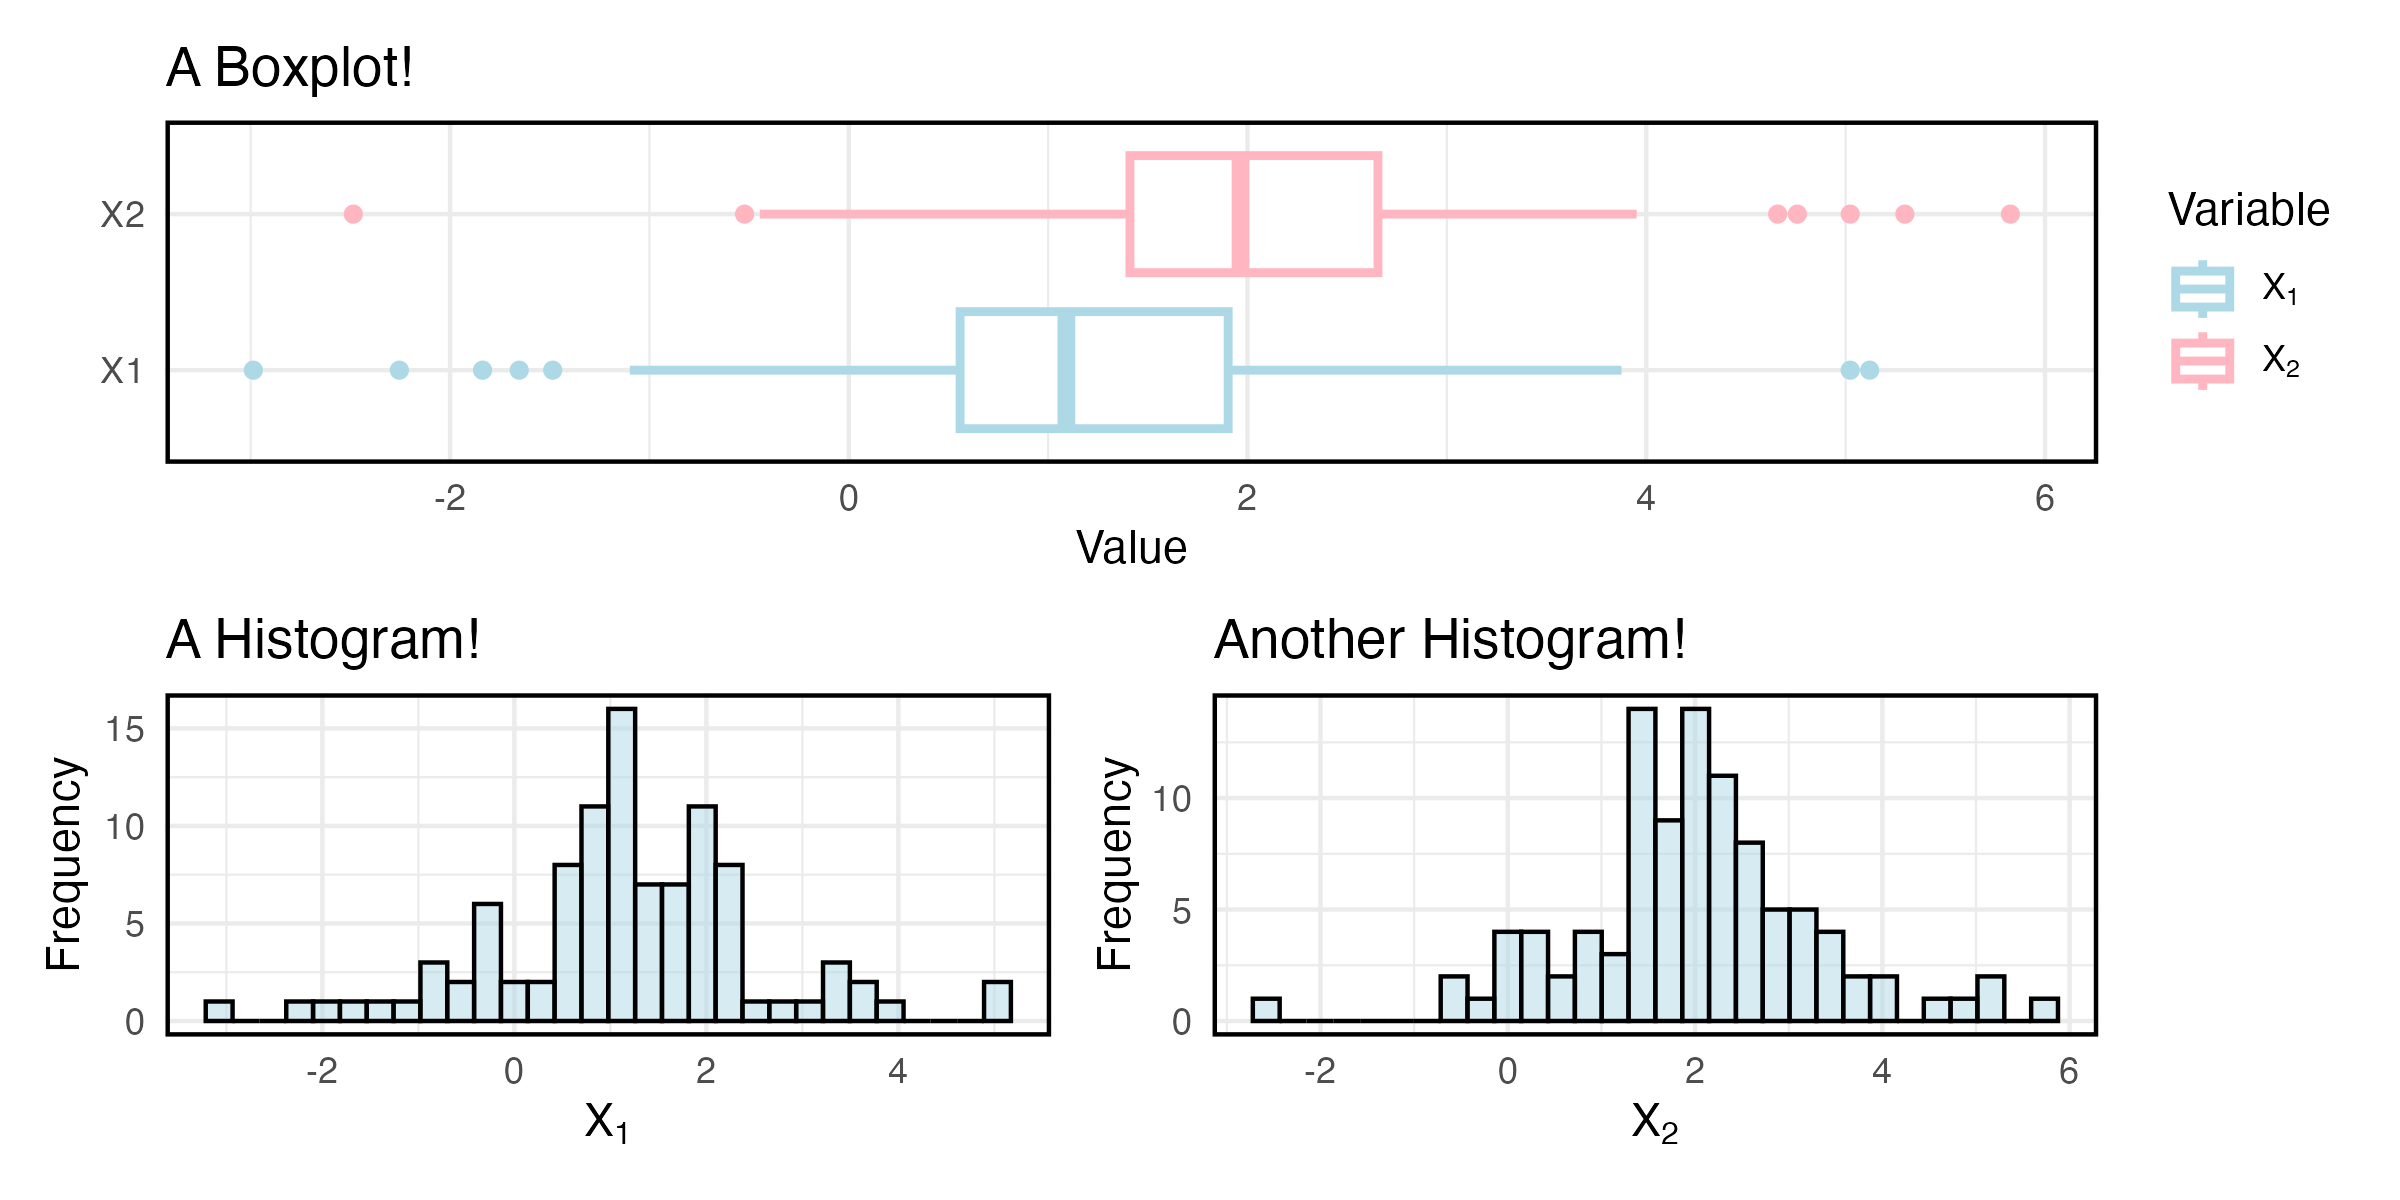 A Boxplot!
X2
X1
-2 0 2 4 6
Value
Variable
X₁
X₂
A Histogram!
Frequency
15
10
5
0
-2 0 2 4
X₁
Another Histogram!
Frequency
10
5
0
-2 0 2 4 6
X₂